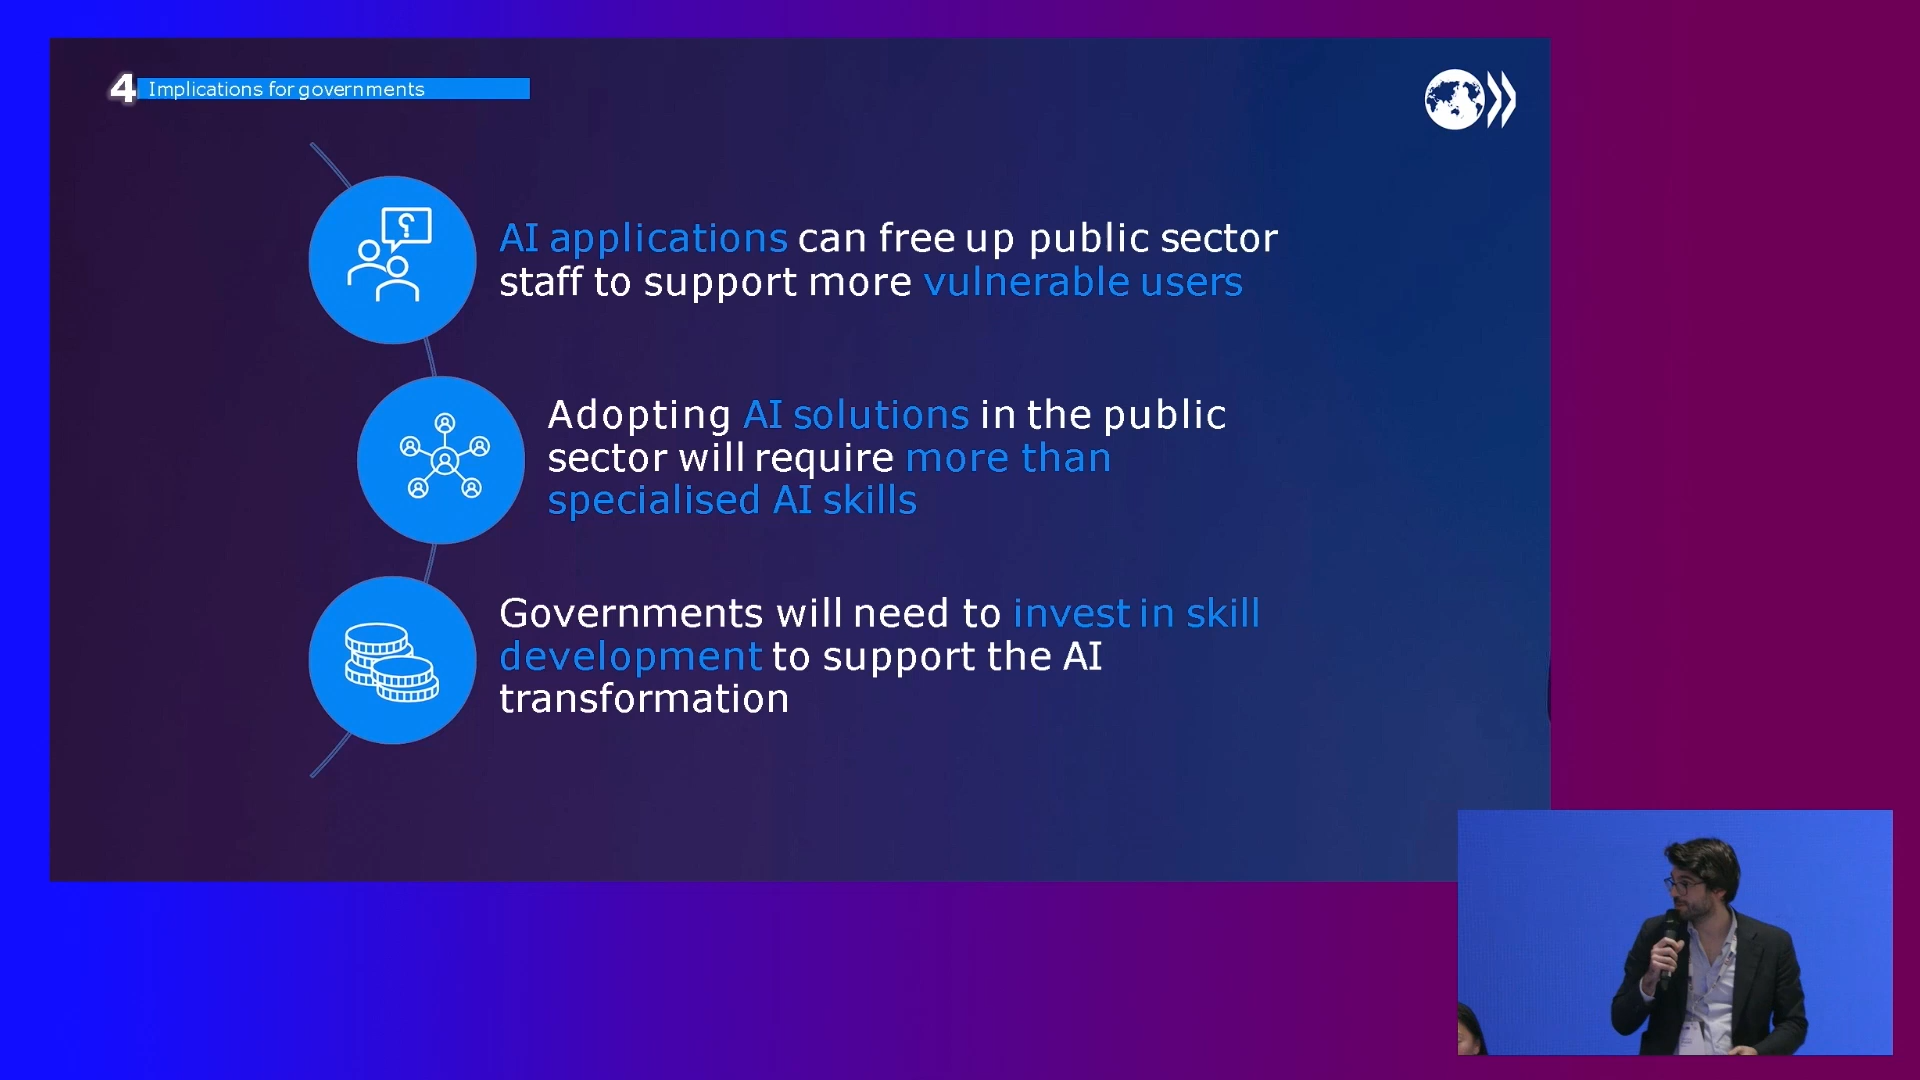 4
Implications for governments
AI applications can free up public sector
staff to support more vulnerable users
Adopting AI solutions in the public
sector will require more than
specialised AI skills
Governments will need to invest in skill
development to support the AI
transformation